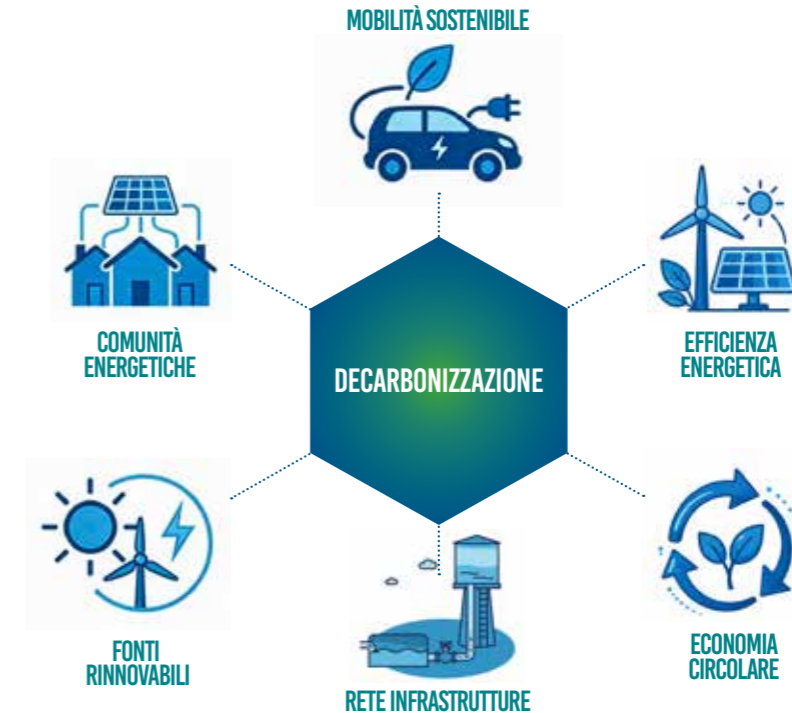 MOBILITÀ SOSTENIBILE
COMUNITÀ
ENERGETICHE
EFFICIENZA
ENERGETICA
DECARBONIZZAZIONE
FONTI
RINNOVABILI
ECONOMIA
CIRCOLARE
RETE INFRASTRUTTURE